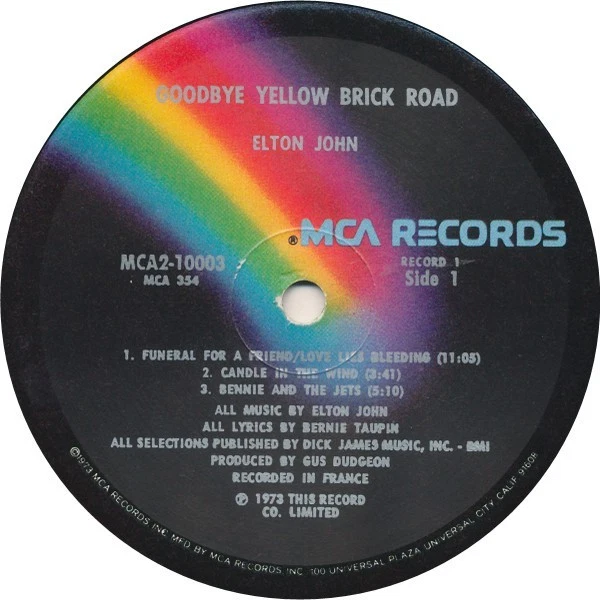 GOODBYE YELLOW BRICK ROAD
ELTON JOHN
® MCA RECORDS
MCA2-10003
MCA 354
RECORD 1
Side 1
1. FUNERAL FOR A FRIEND/LOVE LIES BLEEDING (11:05)
2. CANDLE IN THE WIND (3:41)
3. BENNIE AND THE JETS (5:10)
ALL MUSIC BY ELTON JOHN
ALL LYRICS BY BERNIE TAUPIN
ALL SELECTIONS PUBLISHED BY DICK JAMES MUSIC, INC. - BMI
PRODUCED BY GUS DUDGEON
RECORDED IN FRANCE
℗ 1973 THIS RECORD
CO. LIMITED
©1973 MCA RECORDS, INC. MFD BY MCA RECORDS, INC. 100 UNIVERSAL PLAZA, UNIVERSAL CITY, CALIF. 91608